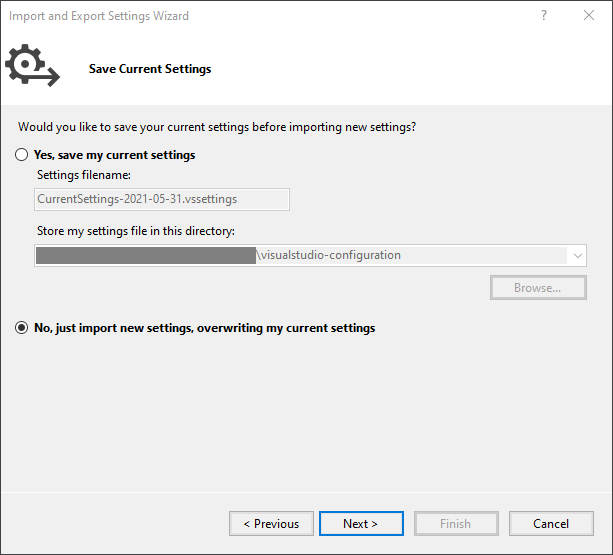 Import and Export Settings Wizard
?
Save Current Settings
Would you like to save your current settings before importing new settings?
Yes, save my current settings
Settings filename:
CurrentSettings-2021-05-31.vssettings
Store my settings file in this directory:
\visualstudio-configuration
Browse...
No, just import new settings, overwriting my current settings
< Previous Next > Finish Cancel